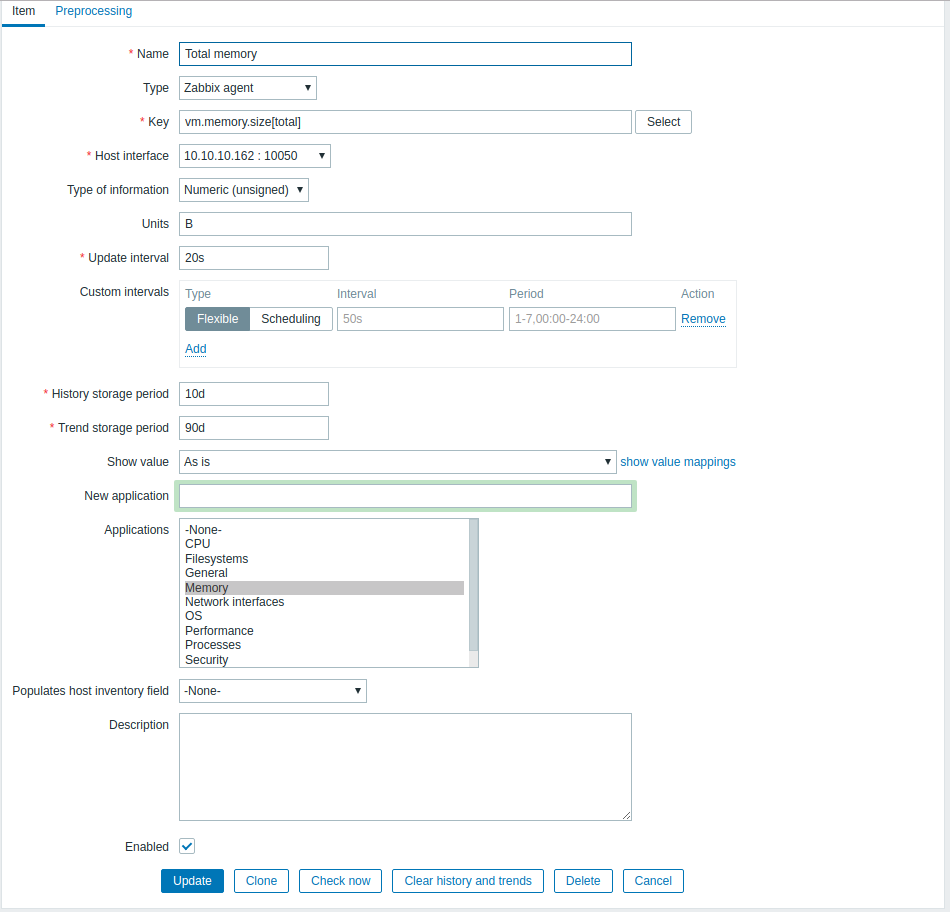 Item Preprocessing
* Name Total memory
Type Zabbix agent
* Key vm.memory.size[total] Select
* Host interface 10.10.10.162 : 10050
Type of information Numeric (unsigned)
Units B
* Update interval 20s
Custom intervals Type Interval Period Action
Flexible Scheduling 50s 1-7,00:00-24:00 Remove
Add
* History storage period 10d
* Trend storage period 90d
Show value As is show value mappings
New application
Applications -None-
CPU
Filesystems
General
Memory
Network interfaces
OS
Performance
Processes
Security
Populates host inventory field -None-
Description
Enabled
Update Clone Check now Clear history and trends Delete Cancel